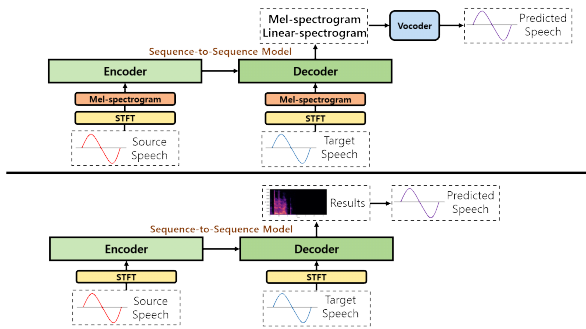 Mel-spectrogram
Linear-spectrogram
Vocoder
Predicted
Speech
Sequence-to-Sequence Model
Encoder
Decoder
Mel-spectrogram
Mel-spectrogram
STFT
STFT
Source
Speech
Target
Speech
Results
Predicted
Speech
Sequence-to-Sequence Model
Encoder
Decoder
STFT
STFT
Source
Speech
Target
Speech